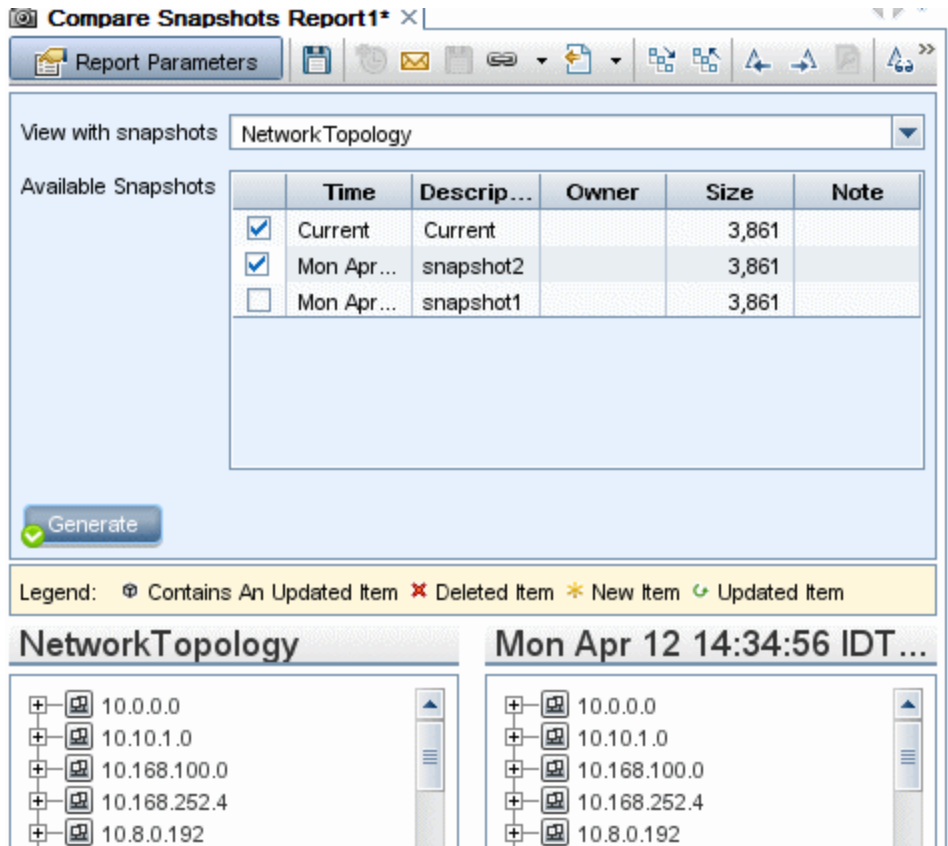 Compare Snapshots Report1*
Report Parameters
View with snapshots NetworkTopology
Available Snapshots
Time Descrip... Owner Size Note
Current Current 3,861
Mon Apr... snapshot2 3,861
Mon Apr... snapshot1 3,861
Generate
Legend: Contains An Updated Item Deleted Item New Item Updated Item
NetworkTopology Mon Apr 12 14:34:56 IDT...
10.0.0.0 10.0.0.0
10.10.1.0 10.10.1.0
10.168.100.0 10.168.100.0
10.168.252.4 10.168.252.4
10.8.0.192 10.8.0.192